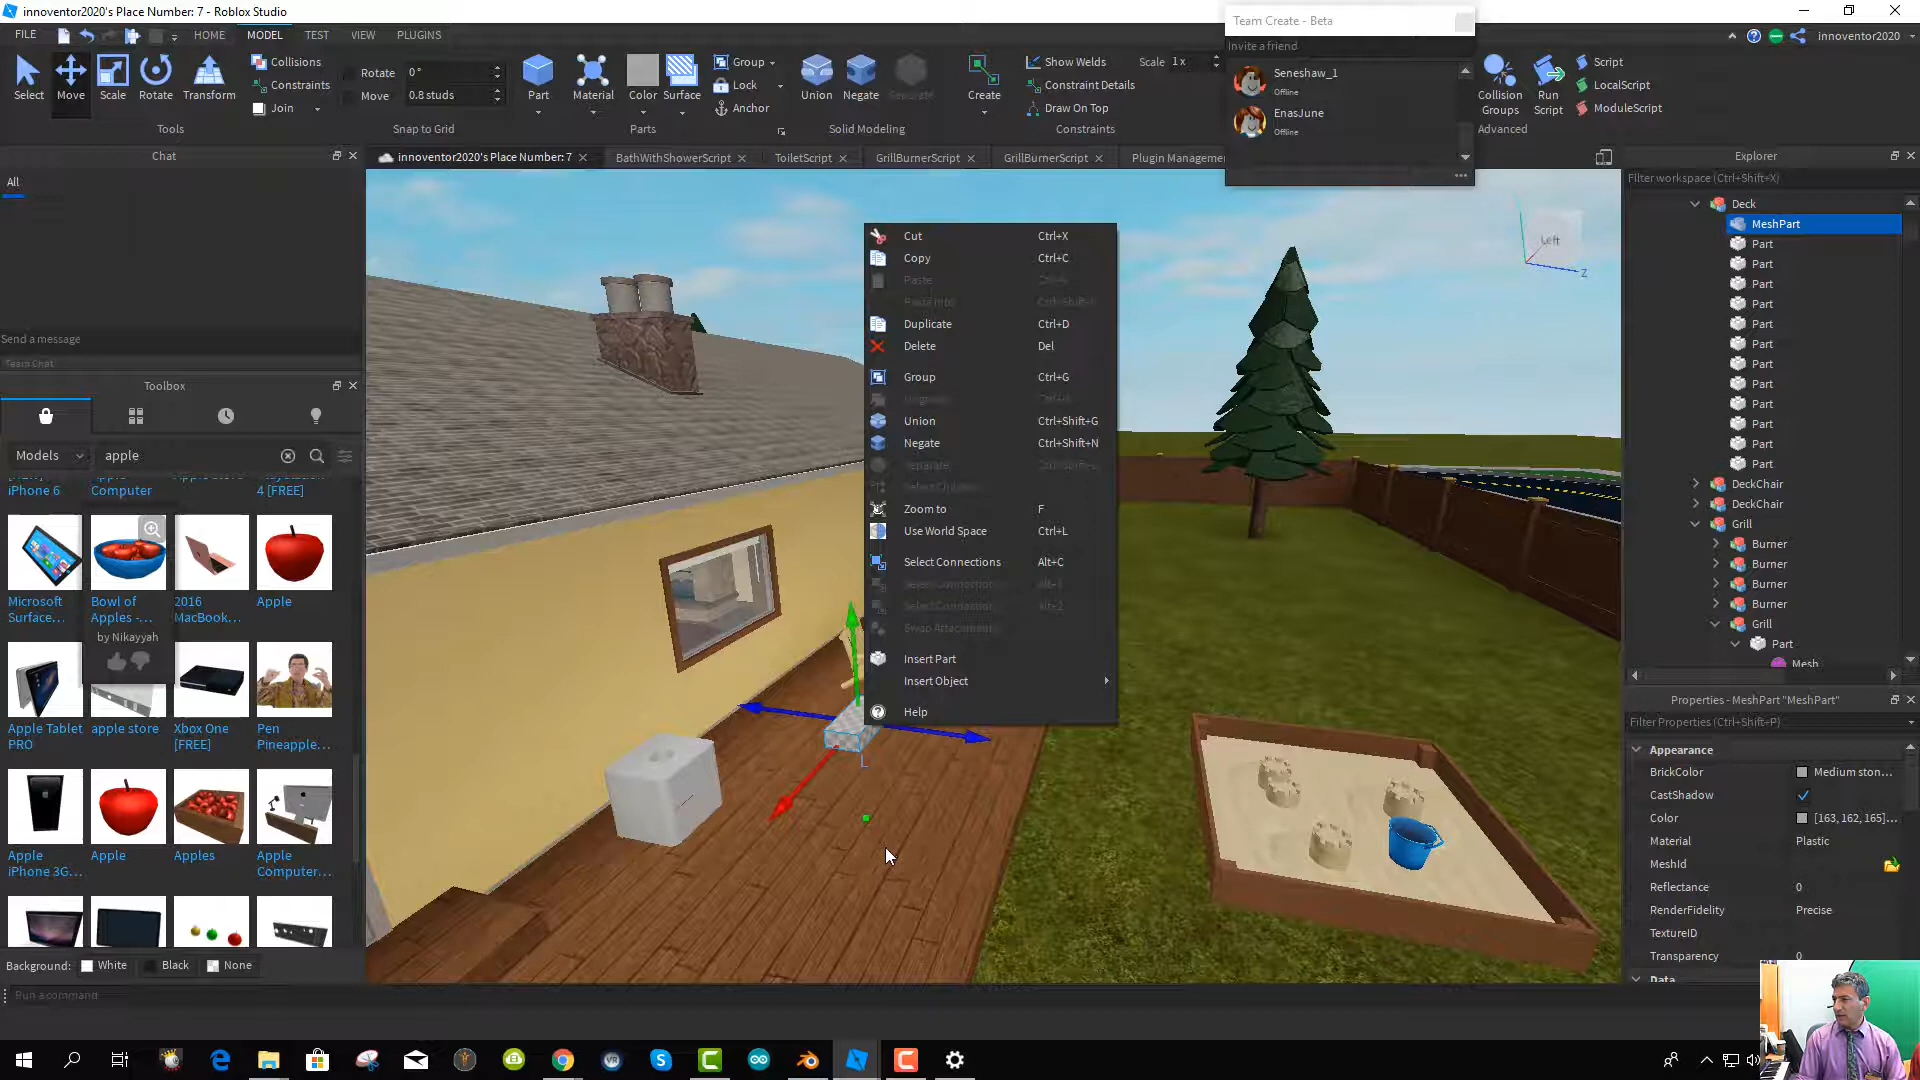 innoventor2020's Place Number: 7 - Roblox Studio
FILE
HOME
MODEL
TEST
VIEW
PLUGINS
innoventor2020
Select
Move
Scale
Rotate
Transform
Tools
Collisions
Constraints
Join
Rotate
0°
Move
0.8 studs
Snap to Grid
Part
Material
Color
Surface
Parts
Group
Lock
Anchor
Union
Negate
Separate
Solid Modeling
Create
Show Welds
Scale
1 x
Constraint Details
Draw On Top
Constraints
Team Create - Beta
Invite a friend
Seneshaw_1
Offline
EnasJune
Offline
Collision
Groups
Run
Script
Script
LocalScript
ModuleScript
Advanced
Chat
All
Send a message
Team Chat
innoventor2020's Place Number: 7
BathWithShowerScript
ToiletScript
GrillBurnerScript
GrillBurnerScript
Plugin Managemen
Toolbox
Models
apple
iPhone 6
Apple
Computer
4 [FREE]
Microsoft
Surface...
Bowl of
Apples -...
by Nikayyah
2016
MacBook...
Apple
Apple Tablet
PRO
apple store
Xbox One
[FREE]
Pen
Pineapple...
Apple
iPhone 3G...
Apple
Apples
Apple
Computer...
Background:
White
Black
None
Run a command
Cut Ctrl+X
Copy Ctrl+C
Paste
Duplicate Ctrl+D
Delete Del
Group Ctrl+G
Union Ctrl+Shift+G
Negate Ctrl+Shift+N
Separate
Zoom to F
Use World Space Ctrl+L
Select Connections Alt+C
Swap Attachment
Insert Part
Insert Object
Help
Left
Z
L
Explorer
Filter workspace (Ctrl+Shift+X)
Deck
MeshPart
Part
Part
Part
Part
Part
Part
Part
Part
Part
Part
Part
Part
DeckChair
DeckChair
Grill
Burner
Burner
Burner
Burner
Grill
Part
Mesh
Properties - MeshPart "MeshPart"
Filter Properties (Ctrl+Shift+P)
Appearance
BrickColor Medium ston...
CastShadow
Color [163, 162, 165]...
Material Plastic
MeshId
Reflectance 0
RenderFidelity Precise
TextureID
Transparency 0
Data